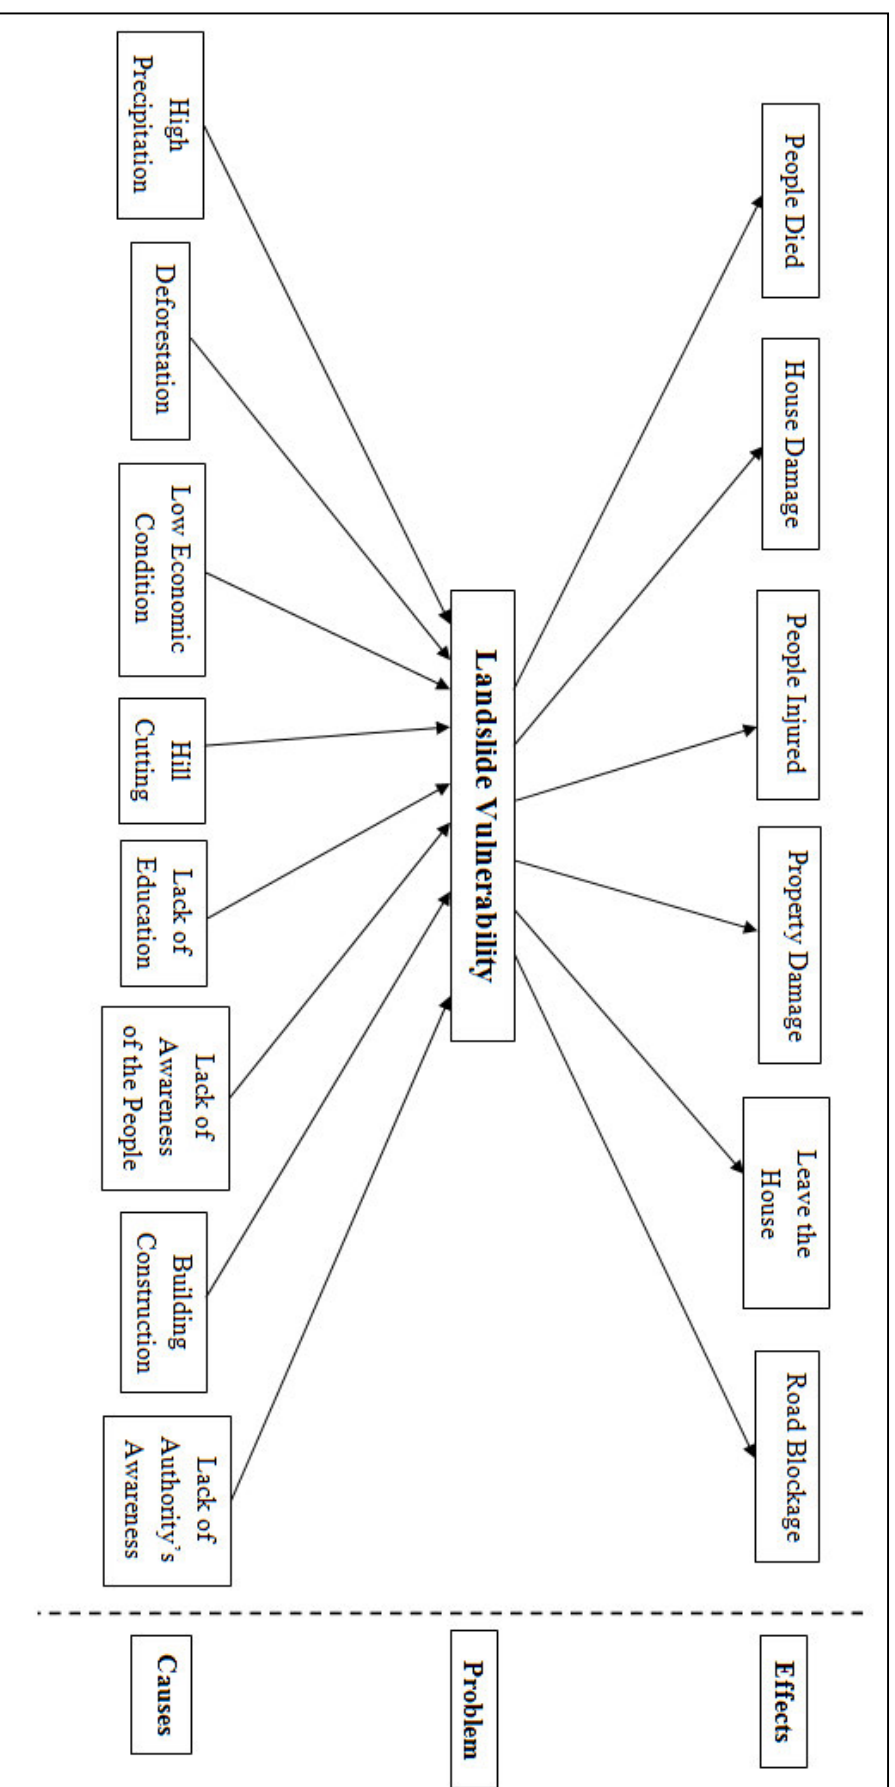 People Died
House Damage
People Injured
Property Damage
Leave the
House
Road Blockage
Effects
Landslide Vulnerability
Problem
High
Precipitation
Deforestation
Low Economic
Condition
Hill
Cutting
Lack of
Education
Lack of
Awareness
of the People
Building
Construction
Lack of
Authority's
Awareness
Causes